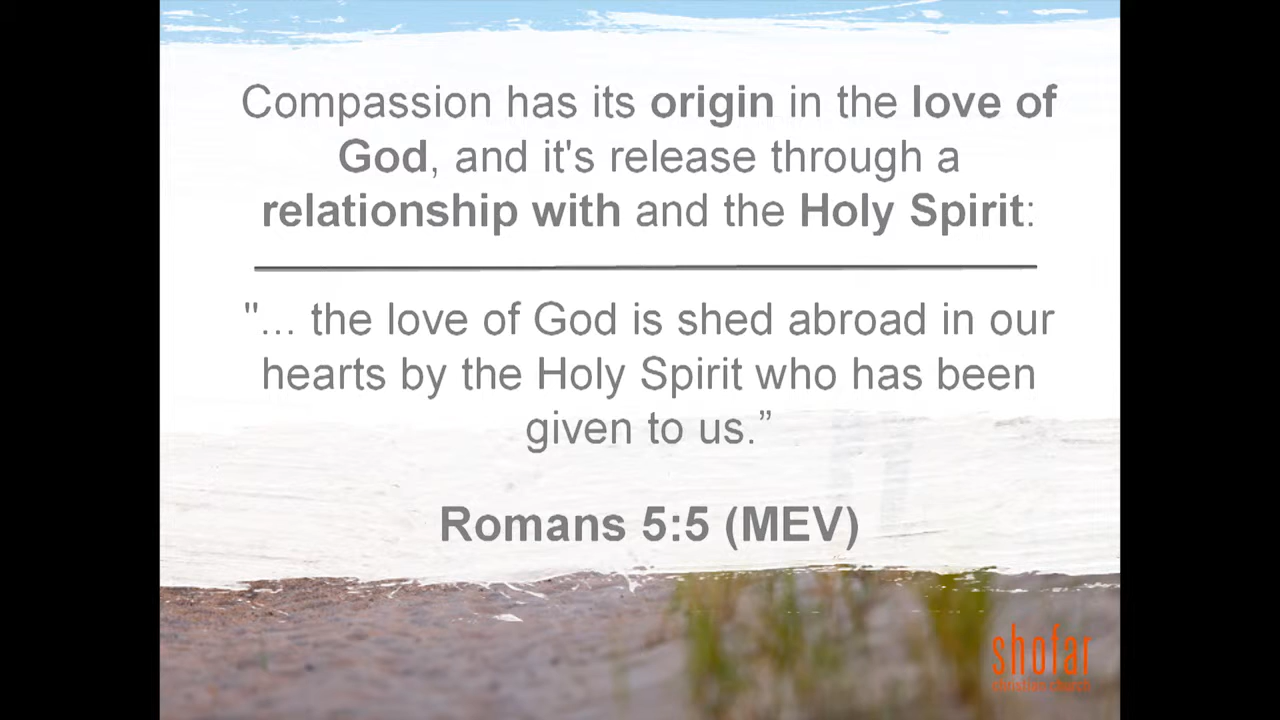 Compassion has its origin in the love of
God, and it's release through a
relationship with and the Holy Spirit:
"... the love of God is shed abroad in our
hearts by the Holy Spirit who has been
given to us.”
Romans 5:5 (MEV)
shofar
christian church